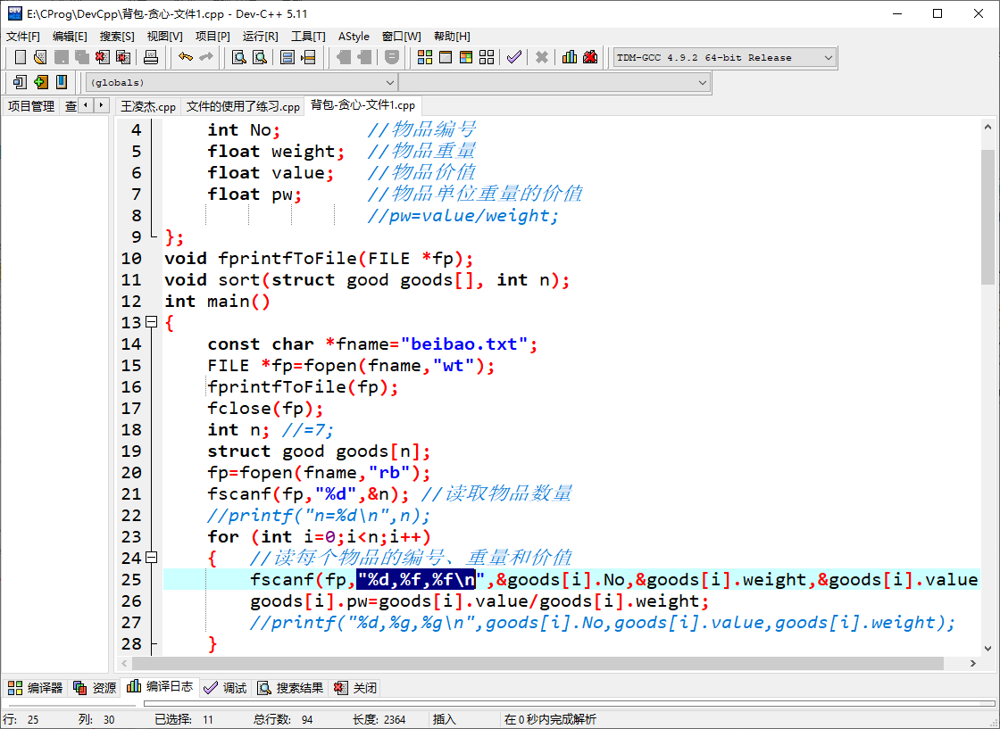 E:\CProg\DevCpp\背包-贪心-文件1.cpp - Dev-C++ 5.11
文件[F] 编辑[E] 搜索[S] 视图[V] 项目[P] 运行[R] 工具[T] AStyle 窗口[W] 帮助[H]
TDM-GCC 4.9.2 64-bit Release
(globals)
项目管理 查 王凌杰.cpp 文件的使用了练习.cpp 背包-贪心-文件1.cpp
4 int No; //物品编号
5 float weight; //物品重量
6 float value; //物品价值
7 float pw; //物品单位重量的价值
8 //pw=value/weight;
9 };
10 void fprintfToFile(FILE *fp);
11 void sort(struct good goods[], int n);
12 int main()
13 {
14 const char *fname="beibao.txt";
15 FILE *fp=fopen(fname,"wt");
16 fprintfToFile(fp);
17 fclose(fp);
18 int n; //=7;
19 struct good goods[n];
20 fp=fopen(fname,"rb");
21 fscanf(fp,"%d",&n); //读取物品数量
22 //printf("n=%d\n",n);
23 for (int i=0;i<n;i++)
24 { //读每个物品的编号、重量和价值
25 fscanf(fp,"%d,%f,%f\n",&goods[i].No,&goods[i].weight,&goods[i].value
26 goods[i].pw=goods[i].value/goods[i].weight;
27 //printf("%d,%g,%g\n",goods[i].No,goods[i].value,goods[i].weight);
28 }
编译器 资源 编译日志 调试 搜索结果 关闭
行: 25 列: 30 已选择: 11 总行数: 94 长度: 2364 插入 在 0 秒内完成解析